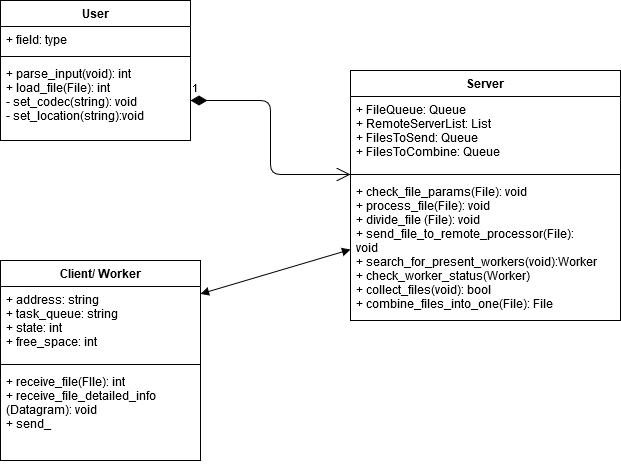 User
+ field: type
+ parse_input(void): int
+ load_file(File): int
- set_codec(string): void
- set_location(string):void
1
Server
+ FileQueue: Queue
+ RemoteServerList: List
+ FilesToSend: Queue
+ FilesToCombine: Queue
+ check_file_params(File): void
+ process_file(File): void
+ divide_file (File): void
+ send_file_to_remote_processor(File):
void
+ search_for_present_workers(void):Worker
+ check_worker_status(Worker)
+ collect_files(void): bool
+ combine_files_into_one(File): File
Client/ Worker
+ address: string
+ task_queue: string
+ state: int
+ free_space: int
+ receive_file(FIle): int
+ receive_file_detailed_info
(Datagram): void
+ send_